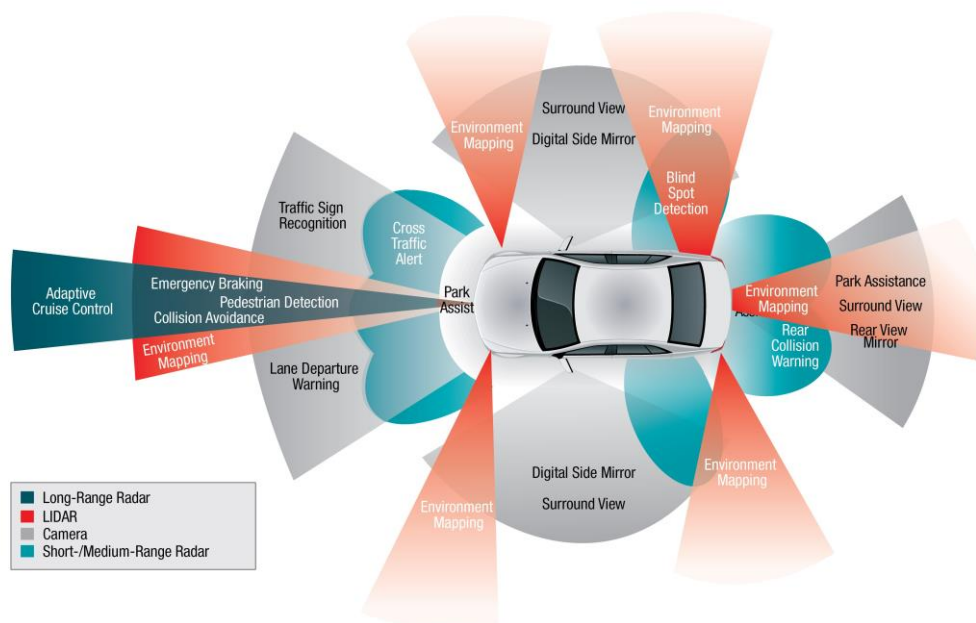 Environment
Mapping
Surround View
Digital Side Mirror
Environment
Mapping
Blind
Spot
Detection
Traffic Sign
Recognition
Cross
Traffic
Alert
Adaptive
Cruise Control
Emergency Braking
Pedestrian Detection
Collision Avoidance
Environment
Mapping
Lane Departure
Warning
Park
Assist
Environment
Mapping
Rear
Collision
Warning
Park Assistance
Surround View
Rear View
Mirror
Environment
Mapping
Digital Side Mirror
Surround View
Environment
Mapping
Long-Range Radar
LIDAR
Camera
Short-/Medium-Range Radar